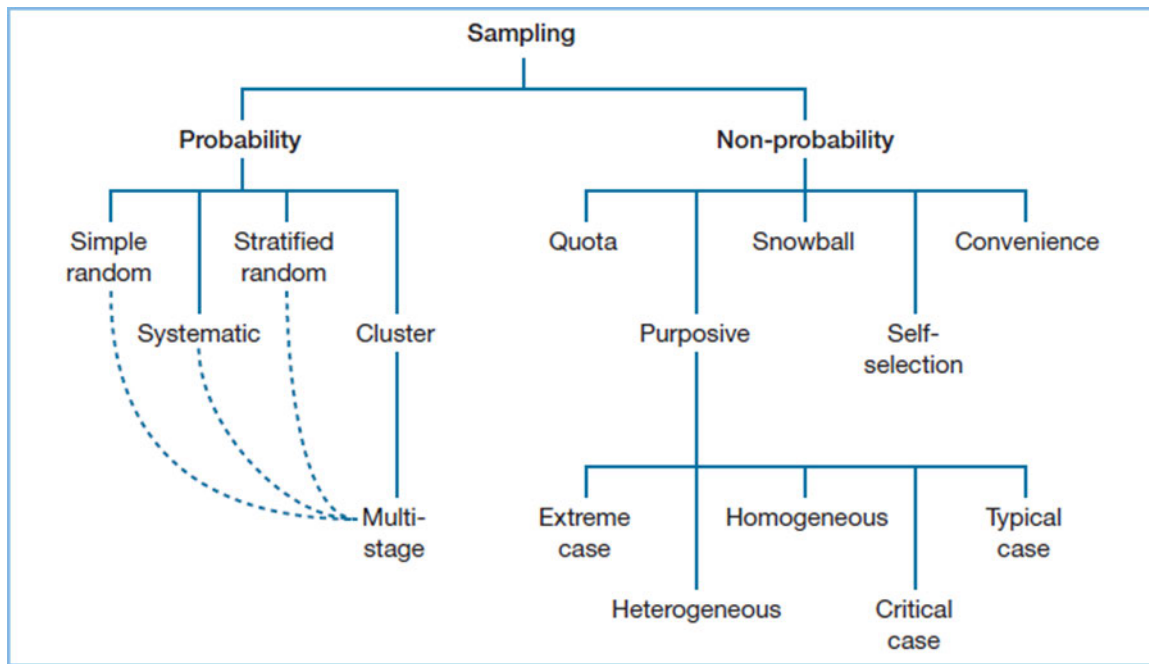 Sampling
Probability
Non-probability
Simple
random
Stratified
random
Quota
Snowball
Convenience
Systematic
Cluster
Purposive
Self-
selection
Multi-
stage
Extreme
case
Homogeneous
Typical
case
Heterogeneous
Critical
case